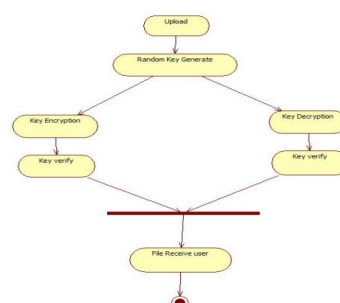 Upload
Random Key Generate
Key Encryption
Key Decryption
Key verify
Key verify
File Receive user